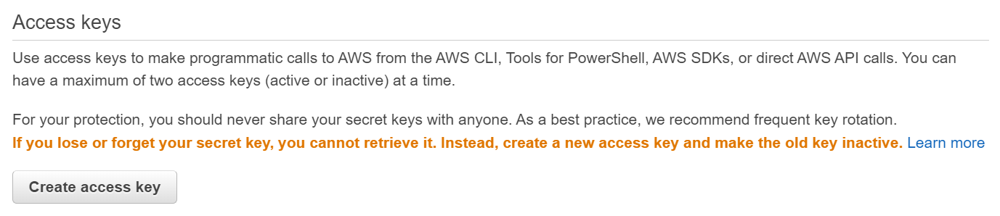 Access keys
Use access keys to make programmatic calls to AWS from the AWS CLI, Tools for PowerShell, AWS SDKs, or direct AWS API calls. You can
have a maximum of two access keys (active or inactive) at a time.
For your protection, you should never share your secret keys with anyone. As a best practice, we recommend frequent key rotation.
If you lose or forget your secret key, you cannot retrieve it. Instead, create a new access key and make the old key inactive. Learn more
Create access key